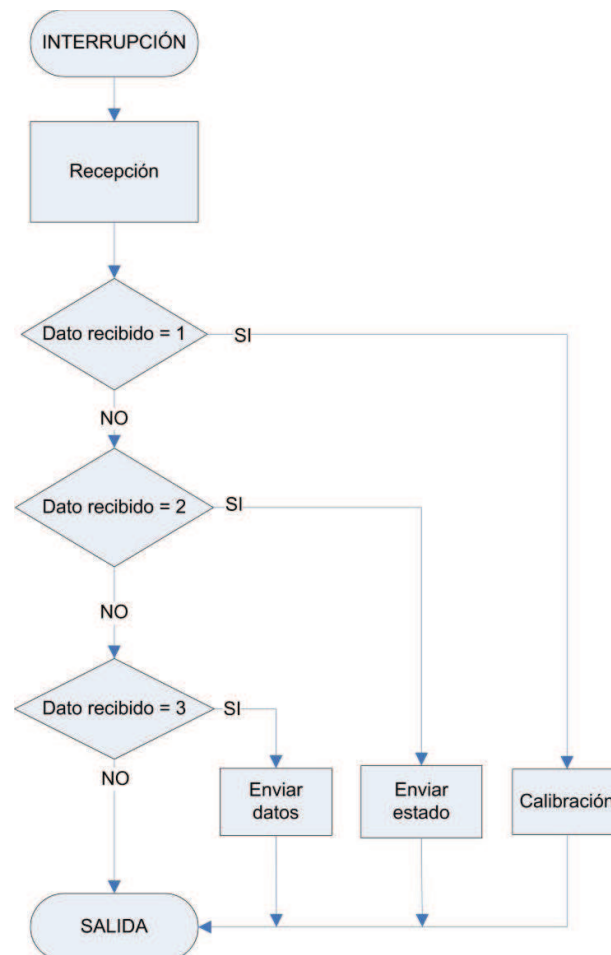 INTERRUPCIÓN
Recepción
Dato recibido = 1
SI
NO
Dato recibido = 2
SI
NO
Dato recibido = 3
SI
NO
Enviar
datos
Enviar
estado
Calibración
SALIDA